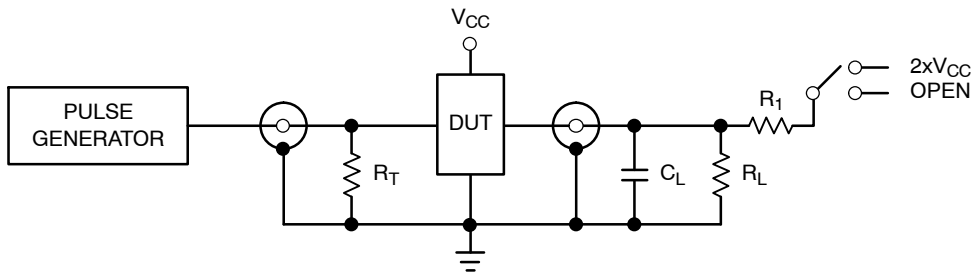 V_CC
2xV_CC
OPEN
R_1
PULSE
GENERATOR
DUT
R_T
C_L
R_L